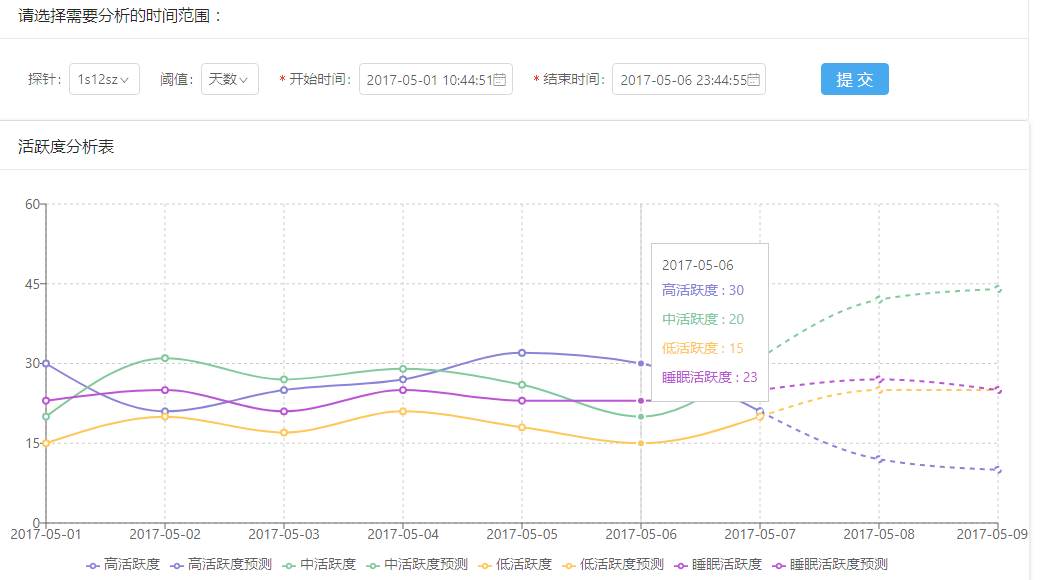 请选择需要分析的时间范围：
探针： 1s12sz 阈值： 天数 * 开始时间： 2017-05-01 10:44:51 * 结束时间： 2017-05-06 23:44:55 提 交
活跃度分析表
60
45
30
15
0
2017-05-06
高活跃度 : 30
中活跃度 : 20
低活跃度 : 15
睡眠活跃度 : 23
2017-05-01 2017-05-02 2017-05-03 2017-05-04 2017-05-05 2017-05-06 2017-05-07 2017-05-08 2017-05-09
高活跃度 高活跃度预测 中活跃度 中活跃度预测 低活跃度 低活跃度预测 睡眠活跃度 睡眠活跃度预测